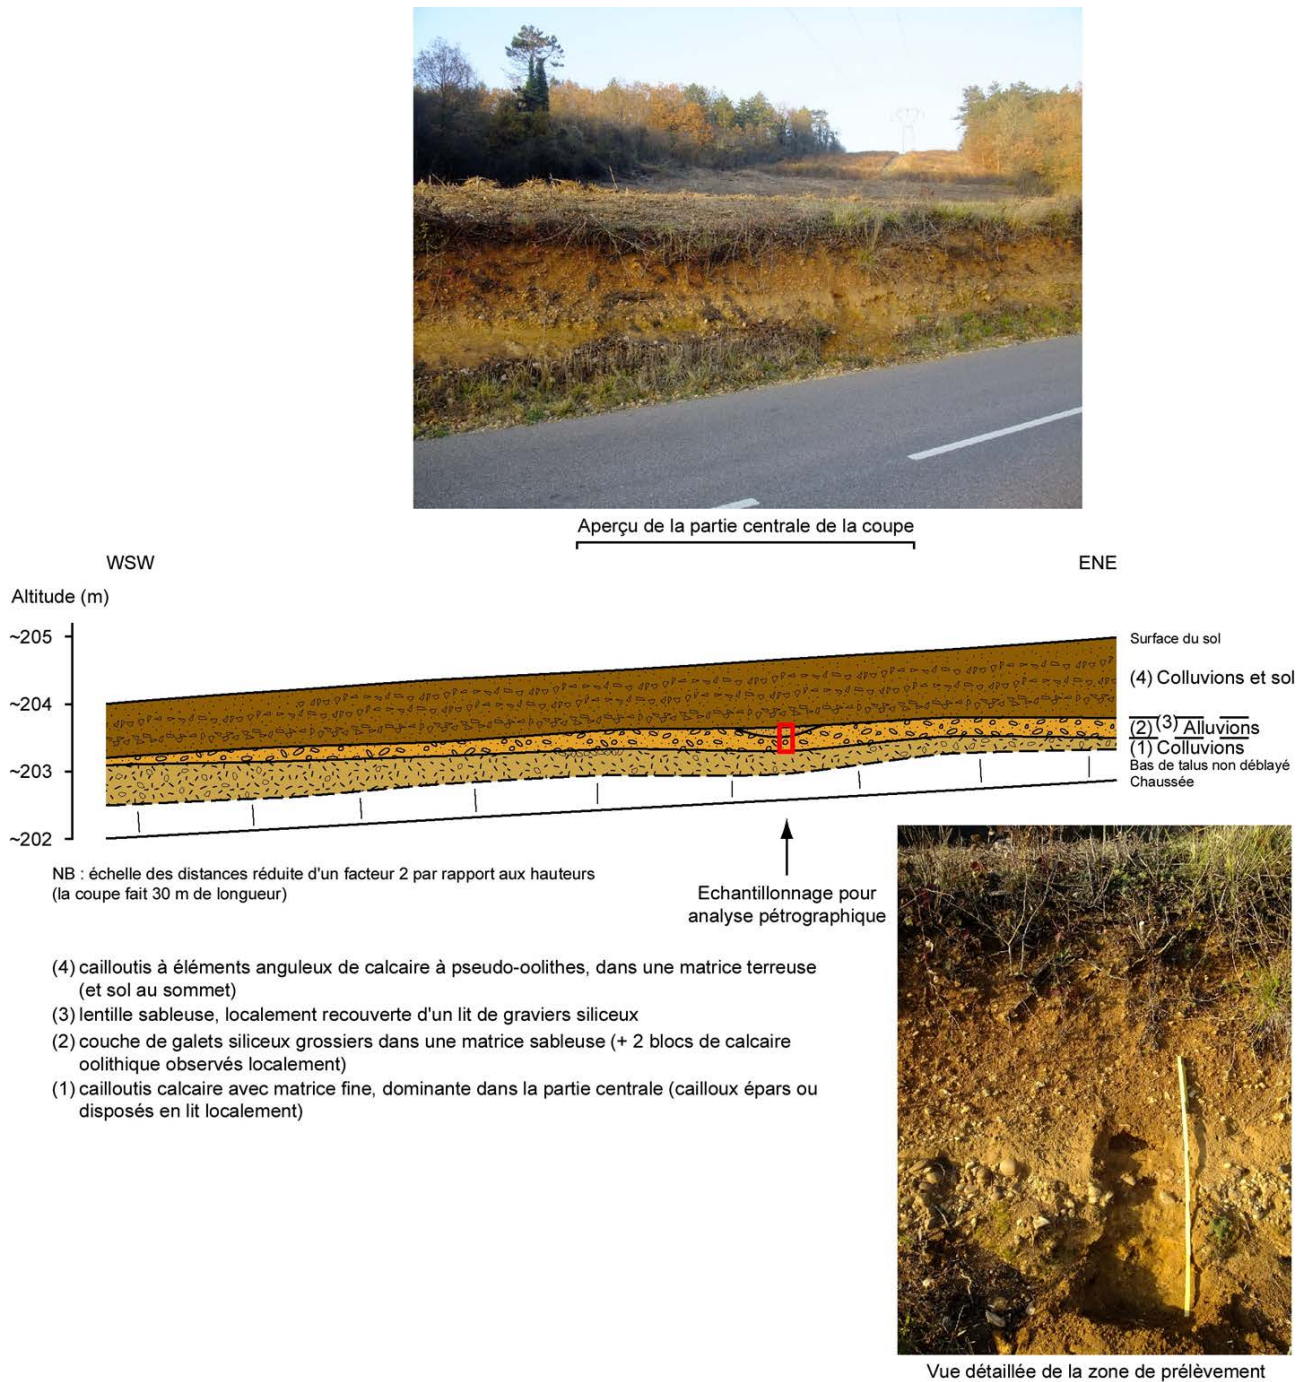 Aperçu de la partie centrale de la coupe
WSW
ENE
Altitude (m)
~205
~204
~203
~202
Surface du sol
(4) Colluvions et sol
(2) (3) Alluvions
(1) Colluvions
Bas de talus non déblayé
Chaussée
NB : échelle des distances réduite d'un facteur 2 par rapport aux hauteurs
(la coupe fait 30 m de longueur)
Echantillonnage pour
analyse pétrographique
(4) cailloutis à éléments anguleux de calcaire à pseudo-oolithes, dans une matrice terreuse
(et sol au sommet)
(3) lentille sableuse, localement recouverte d'un lit de graviers siliceux
(2) couche de galets siliceux grossiers dans une matrice sableuse (+ 2 blocs de calcaire
oolithique observés localement)
(1) cailloutis calcaire avec matrice fine, dominante dans la partie centrale (cailloux épars ou
disposés en lit localement)
Vue détaillée de la zone de prélèvement